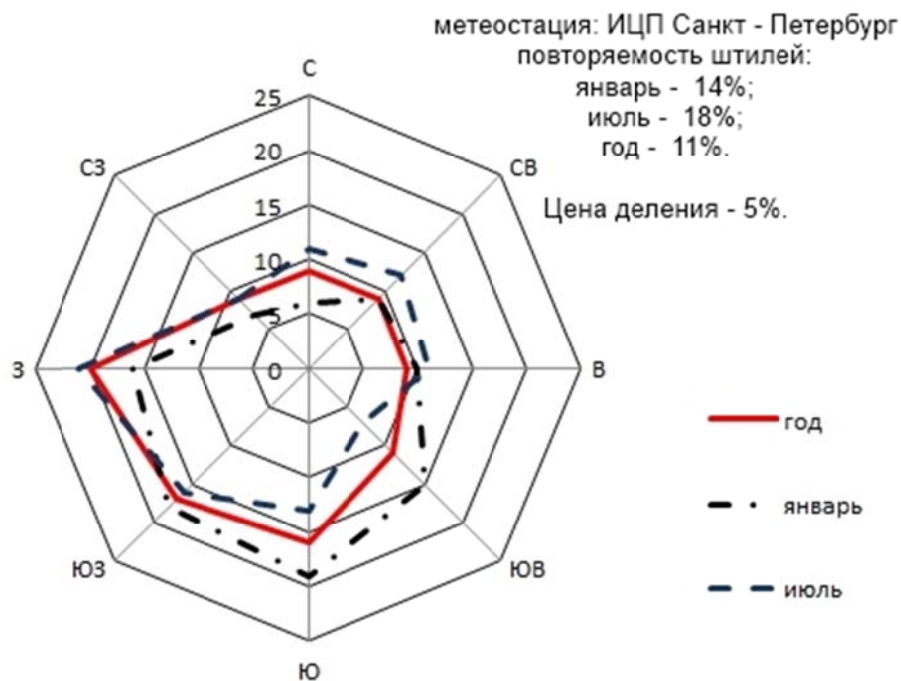 метеостация: ИЦП Санкт - Петербург
повторяемость штилей:
январь - 14%;
июль - 18%;
год - 11%.
Цена деления - 5%.
С
СВ
В
ЮВ
Ю
ЮЗ
З
СЗ
25
20
15
10
5
0
год
январь
июль